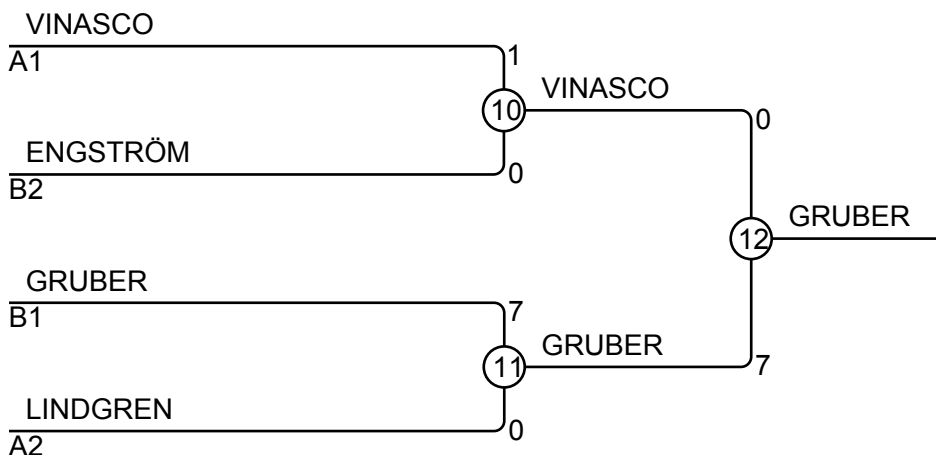 VINASCO
A1
1
10
VINASCO
0
ENGSTRÖM
B2
0
12
GRUBER
GRUBER
B1
7
11
GRUBER
7
LINDGREN
A2
0